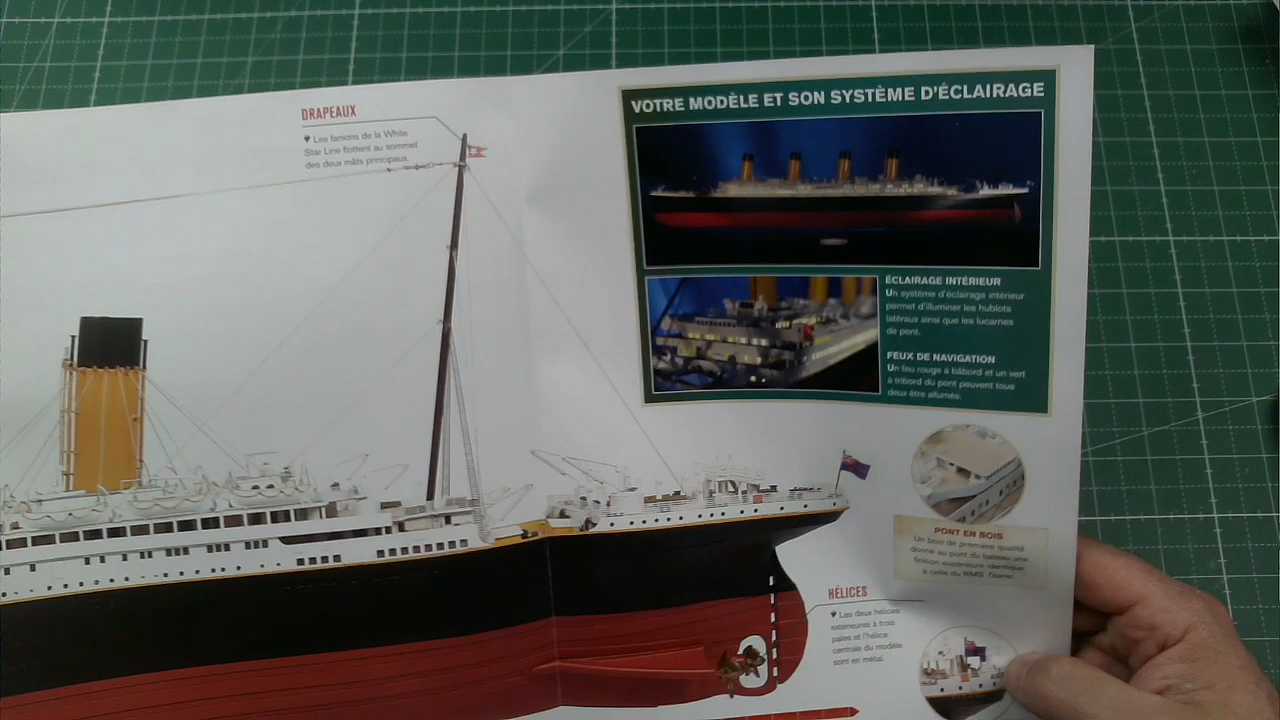 DRAPEAUX
Les fanions de la White
Star Line flottent au sommet
des deux mâts principaux.
VOTRE MODÈLE ET SON SYSTÈME D'ÉCLAIRAGE
ÉCLAIRAGE INTÉRIEUR
Un système d'éclairage intérieur
permet d'illuminer les hublots
latéraux ainsi que les lucarnes
de pont.
FEUX DE NAVIGATION
Un feu rouge à bâbord et un vert
à tribord du pont peuvent tous
deux être allumés.
PONT EN BOIS
Un bois de première qualité
donne au pont du bateau une
finition supérieure identique
à celle du RMS Titanic
HÉLICES
Les deux hélices
extérieures à trois
pales et l'hélice
centrale du modèle
sont en métal.